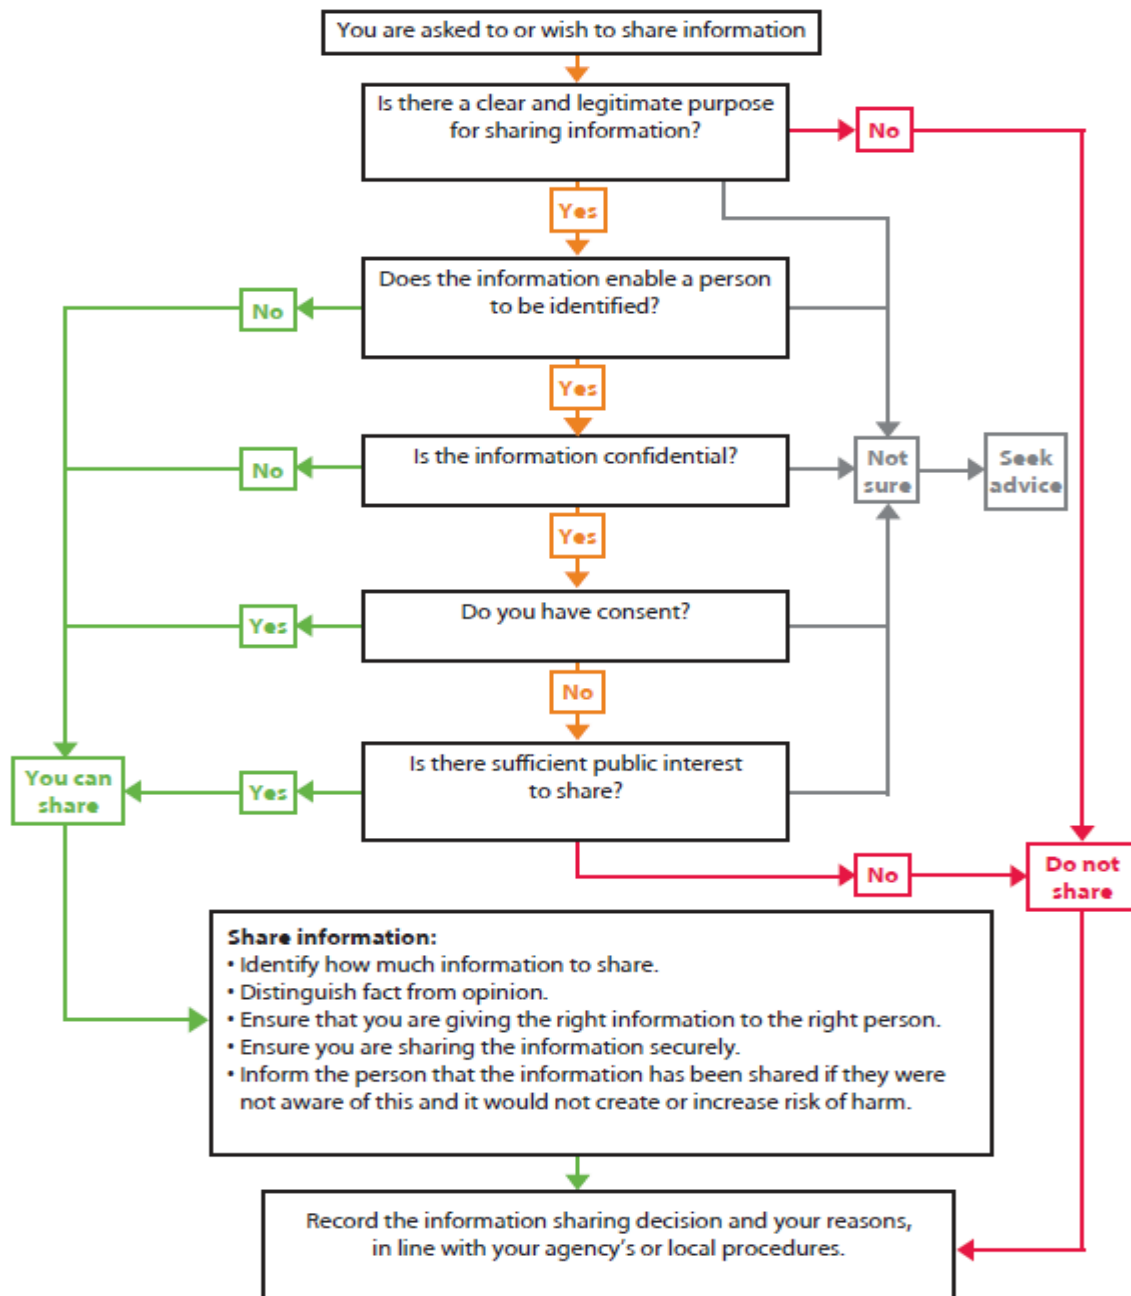 You are asked to or wish to share information
Is there a clear and legitimate purpose
for sharing information?
No
Yes
Does the information enable a person
to be identified?
No
Yes
Is the information confidential?
No
Not
sure
Seek
advice
Yes
Do you have consent?
Yes
No
Is there sufficient public interest
to share?
You can
share
Yes
No
Do not
share
Share information:
• Identify how much information to share.
• Distinguish fact from opinion.
• Ensure that you are giving the right information to the right person.
• Ensure you are sharing the information securely.
• Inform the person that the information has been shared if they were
not aware of this and it would not create or increase risk of harm.
Record the information sharing decision and your reasons,
in line with your agency's or local procedures.